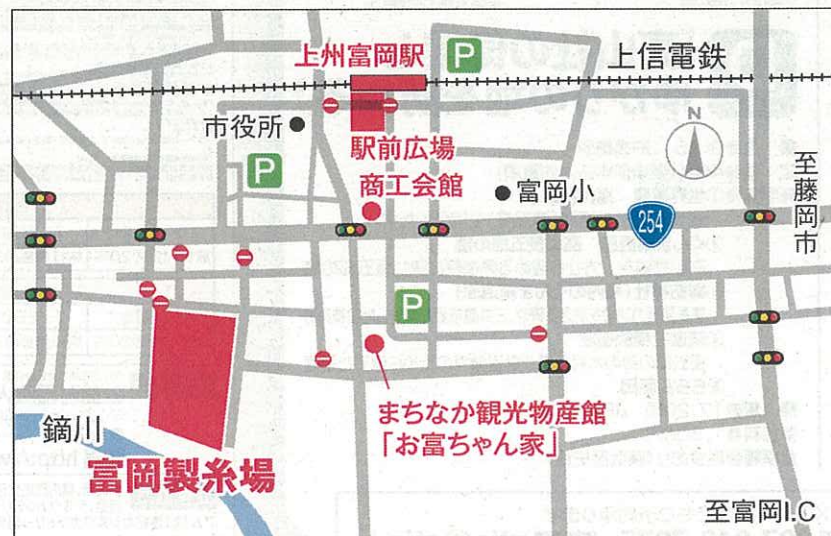 上州富岡駅
P
上信電鉄
市役所
駅前広場
N
P
商工会館
富岡小
254
至藤岡市
P
まちなか観光物産館
「お富ちゃん家」
鏑川
富岡製糸場
至富岡I.C